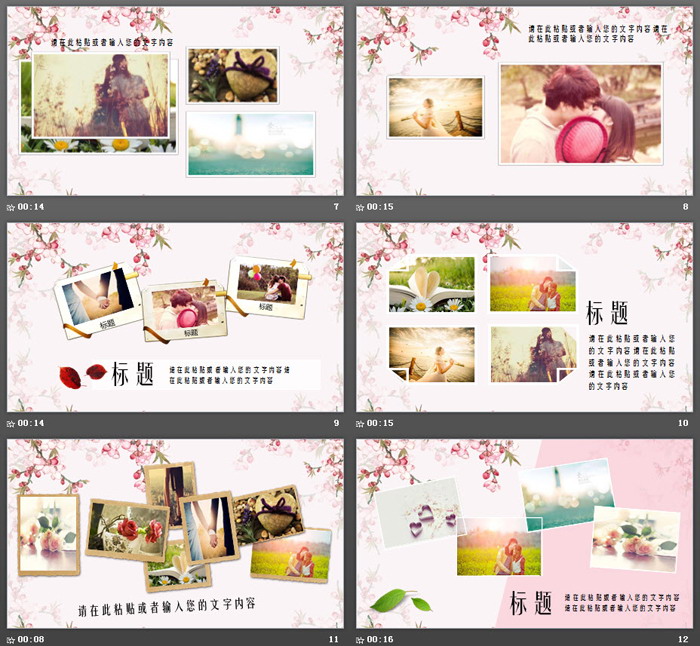 请在此粘贴或者输入您的文字内容
00:14
7
请在此粘贴或者输入您的文字内容请在
此粘贴或者输入您的文字内容
00:15
8
标题
标题
标题
标题
请在此粘贴或者输入您的文字内容请
在此粘贴或者输入您的文字内容
00:14
9
标题
请在此粘贴或者输入您
的文字内容请在此粘贴
或者输入您的文字内容
请在此粘贴或者输入您
的文字内容
00:15
10
请在此粘贴或者输入您的文字内容
00:08
11
标题
请在此粘贴或者输入您的文字内容
请在此粘贴或者输入您的文字内容
00:16
12